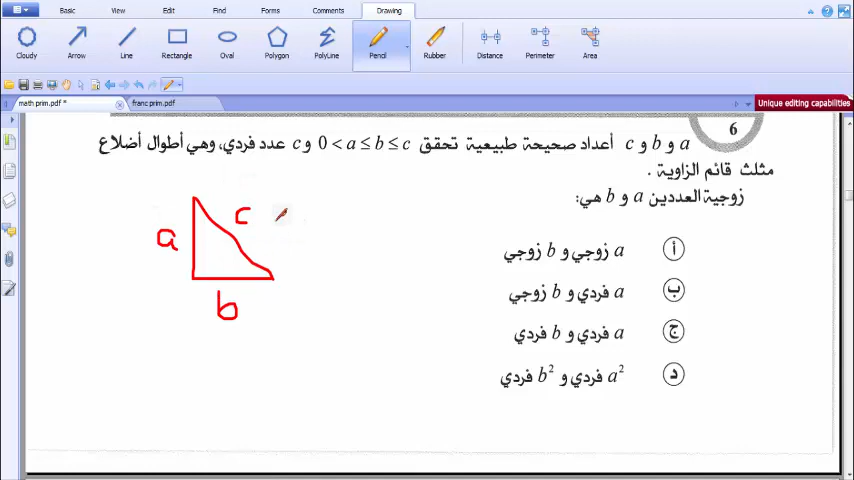 Basic View Find Forms Comments Drawing
Cloudy Arrow Line Rectangle Oval Polygon PolyLine Pencil Rubber Distance Perimeter Area
math prim.pdf * franc prim.pdf Unique editing capabilities
6
a و b و c أعداد صحيحة طبيعية تحقق 0 < a ≤ b ≤ c و c عدد فردي، وهي أطوال أضلاع
مثلث قائم الزاوية .
زوجية العددين a و b هي:
أ a زوجي و b زوجي
ب a فردي و b زوجي
ج a فردي و b فردي
د a² فردي و b² فردي
a
c
b